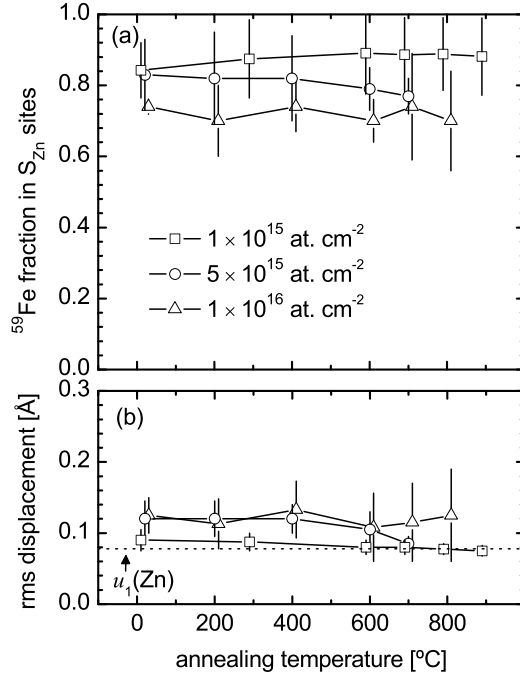 1.0
(a)
0.8
0.6
0.4
0.2
0.0
⁵⁹Fe fraction in S_Zn sites
1 × 10¹⁵ at. cm⁻²
5 × 10¹⁵ at. cm⁻²
1 × 10¹⁶ at. cm⁻²
0.3
(b)
0.2
0.1
0.0
rms displacement [Å]
u₁(Zn)
0 200 400 600 800
annealing temperature [ºC]